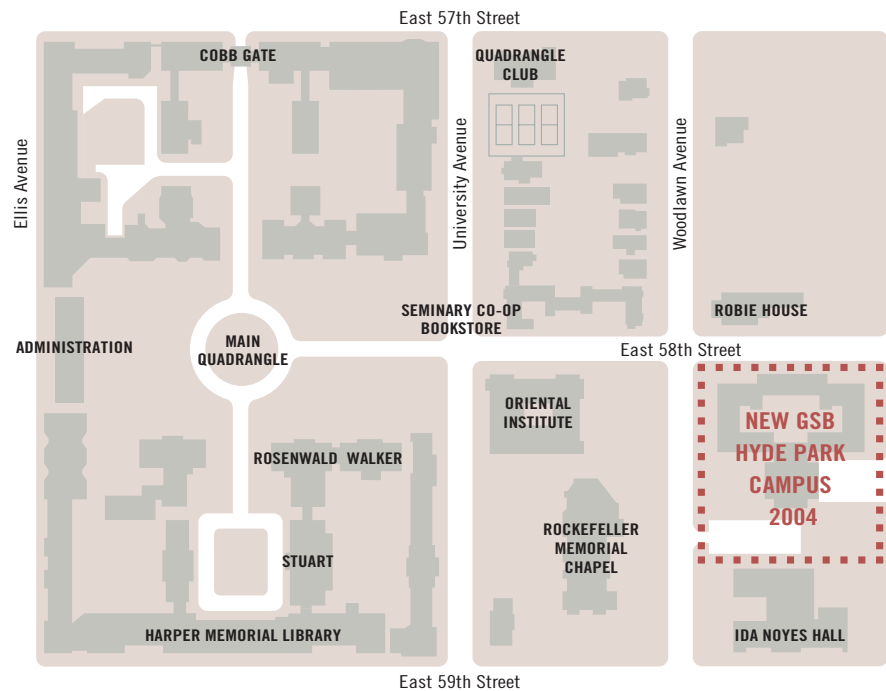 East 57th Street
COBB GATE
QUADRANGLE
CLUB
Ellis Avenue
University Avenue
Woodlawn Avenue
SEMINARY CO-OP
BOOKSTORE
ROBIE HOUSE
ADMINISTRATION
MAIN
QUADRANGLE
East 58th Street
ORIENTAL
INSTITUTE
NEW GSB
HYDE PARK
CAMPUS
2004
ROSENWALD WALKER
STUART
ROCKEFELLER
MEMORIAL
CHAPEL
HARPER MEMORIAL LIBRARY
IDA NOYES HALL
East 59th Street